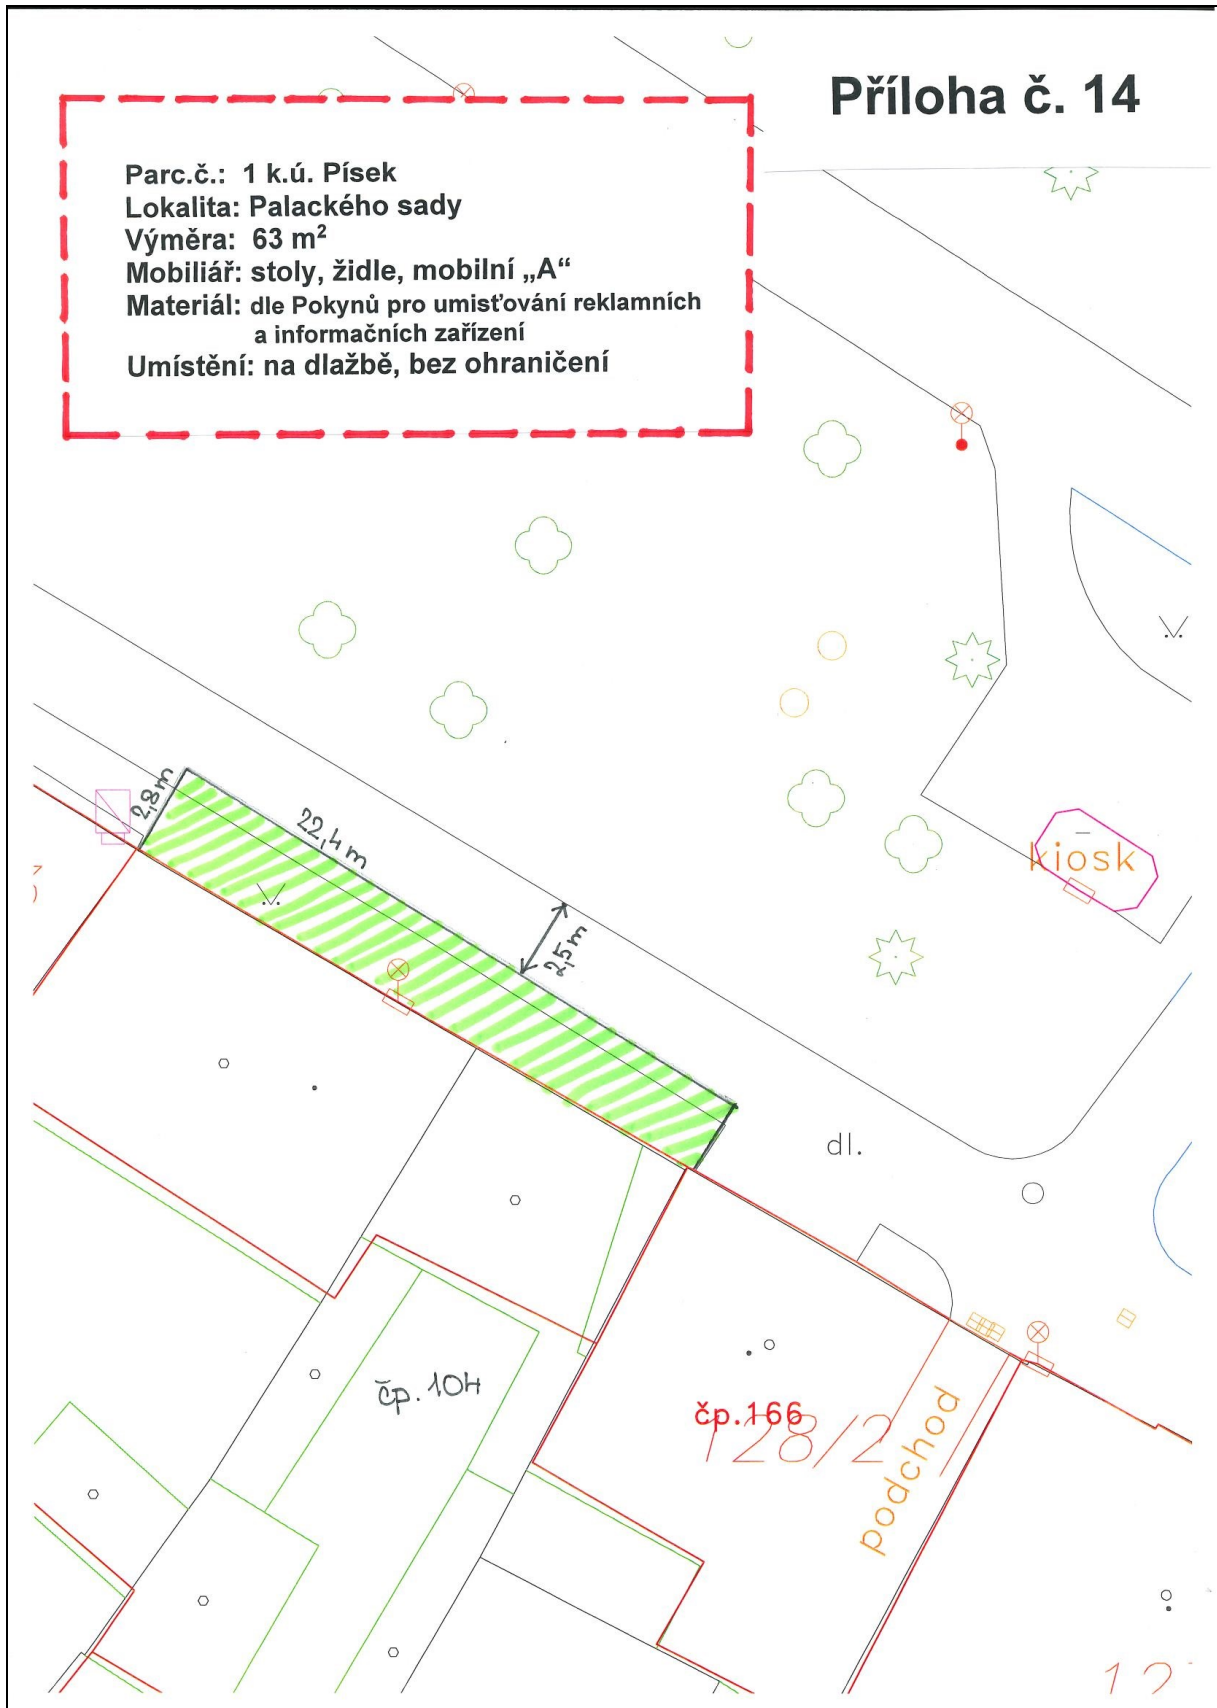 Příloha č. 14
Parc.č.: 1 k.ú. Písek
Lokalita: Palackého sady
Výměra: 63 m²
Mobiliář: stoly, židle, mobilní „A“
Materiál: dle Pokynů pro umisťování reklamních
a informačních zařízení
Umístění: na dlažbě, bez ohraničení
2,8 m
22,4 m
2,5 m
kiosk
dl.
čp. 104
čp.166
128/2
podchod
12